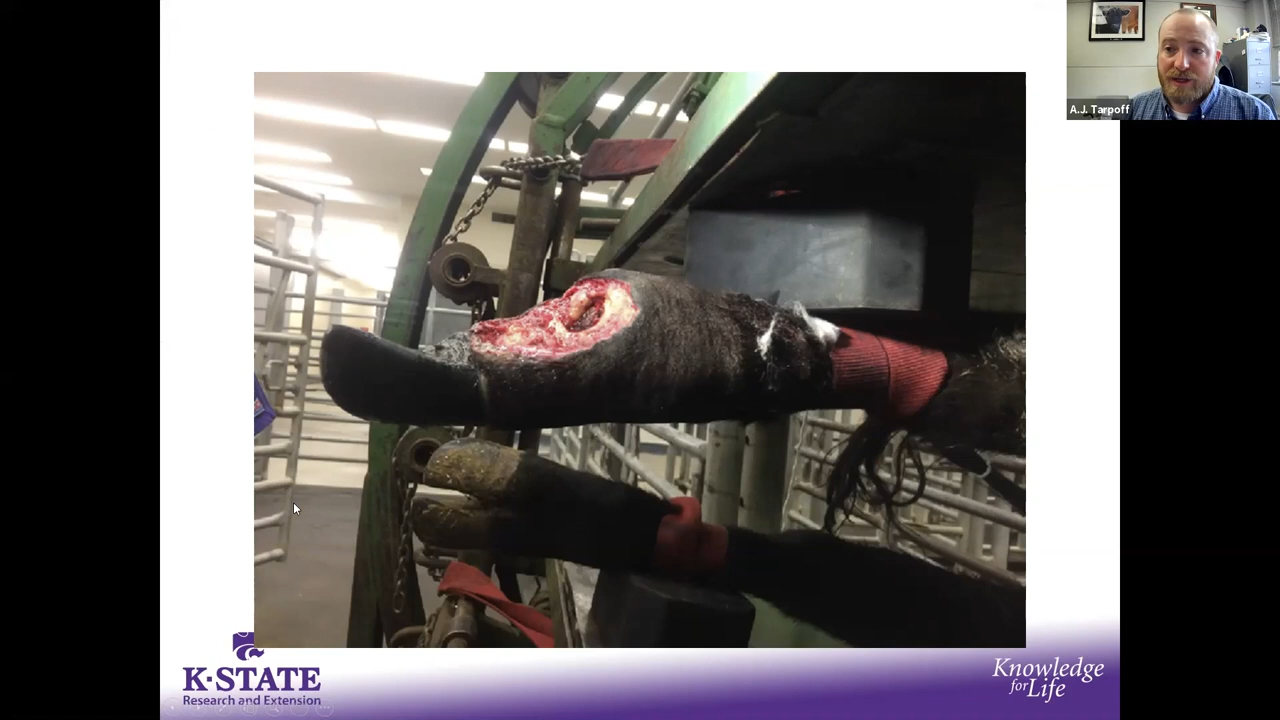 A.J. Tarpoff
K-STATE
Research and Extension
Knowledge
for Life